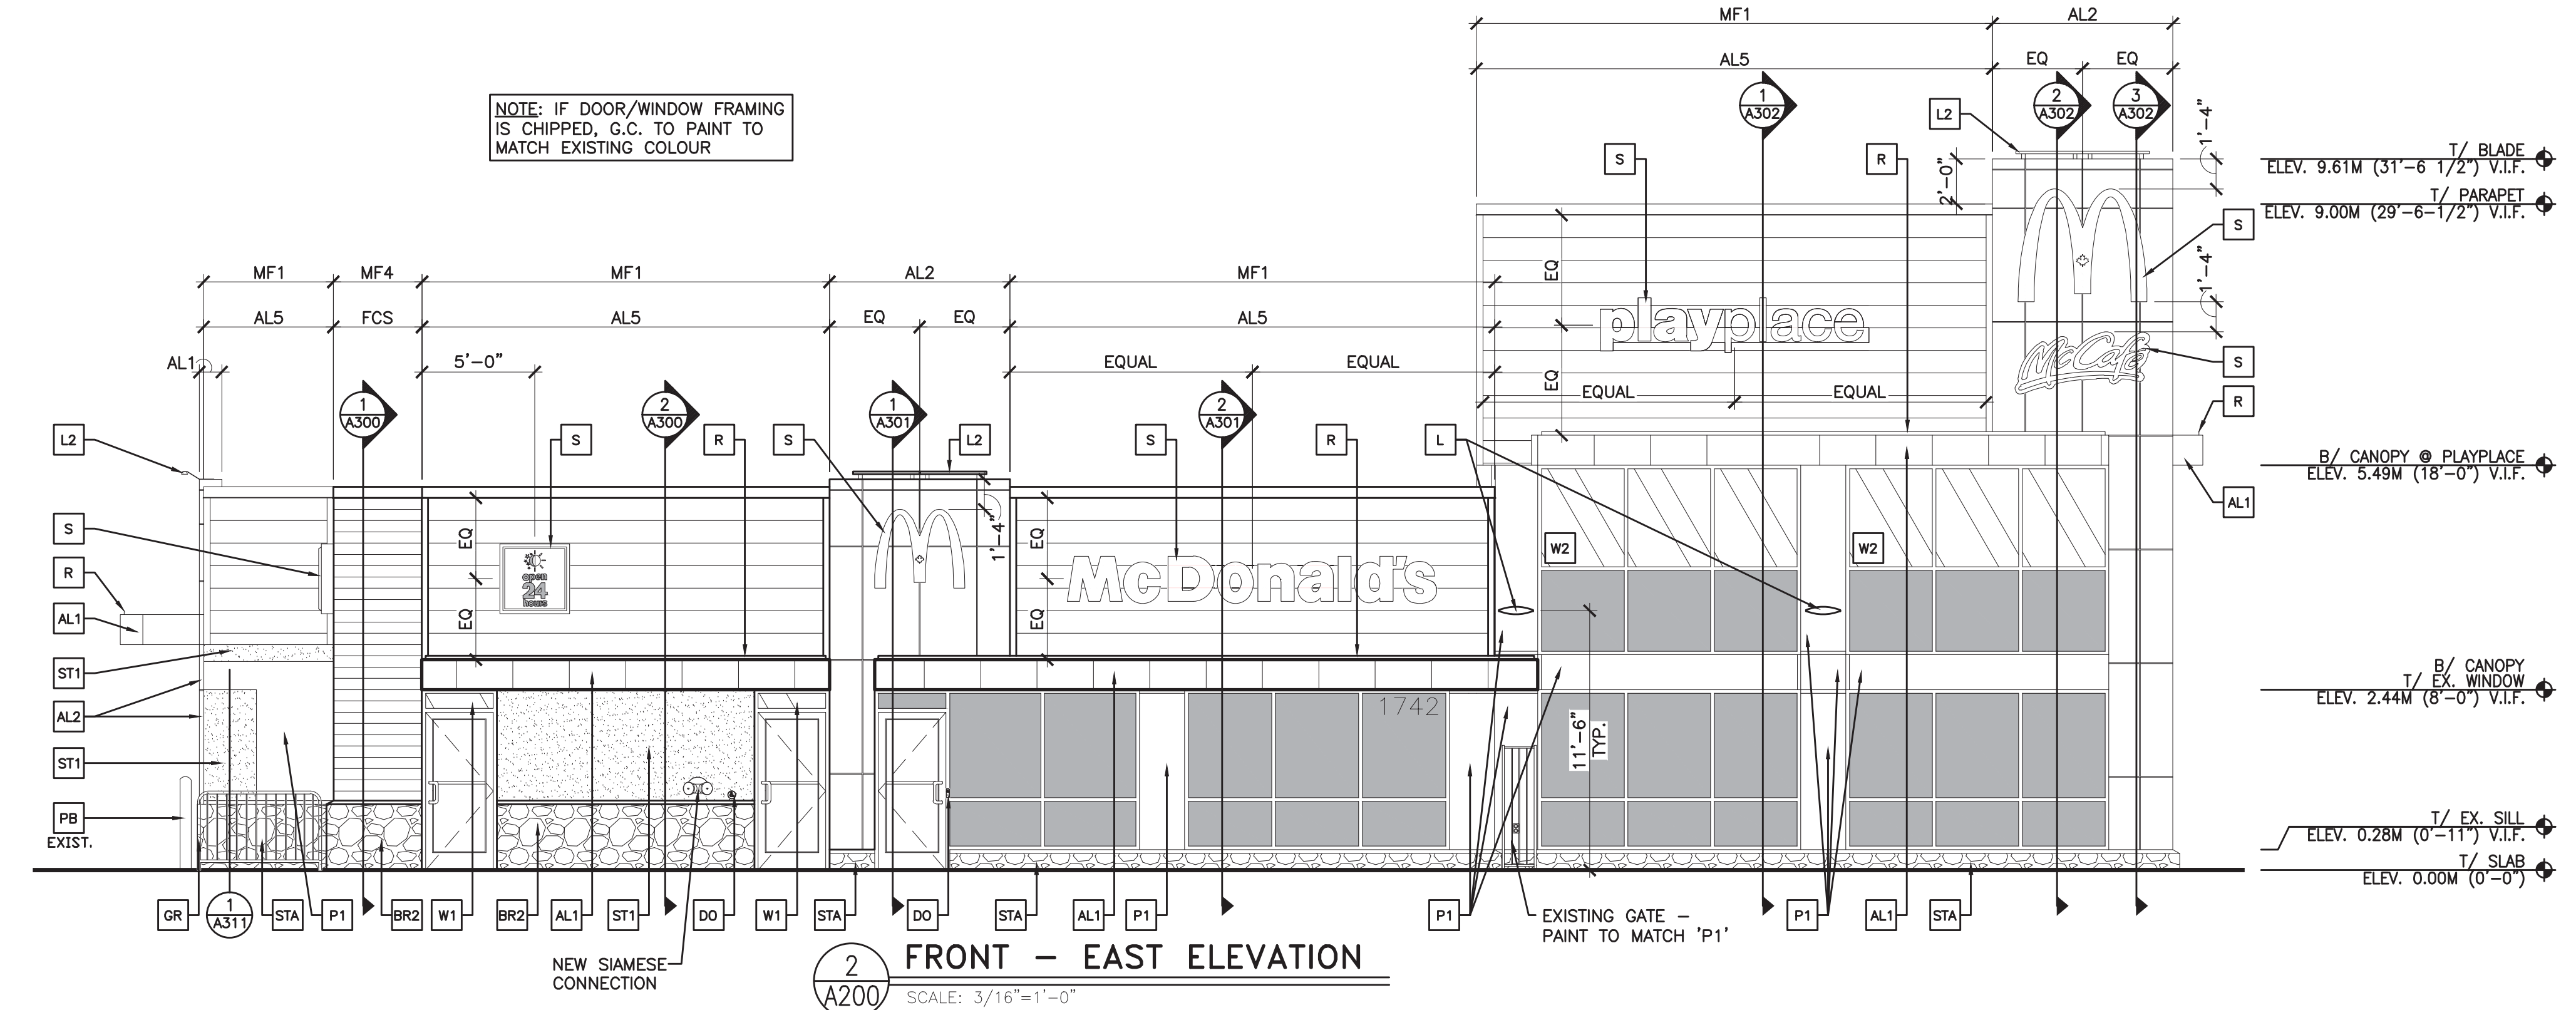 MF1
AL2
AL5
EQ
EQ
NOTE: IF DOOR/WINDOW FRAMING
IS CHIPPED, G.C. TO PAINT TO
MATCH EXISTING COLOUR
1
A302
2
A302
3
A302
L2
1'-4"
S
R
2'-0"
T/ BLADE
ELEV. 9.61M (31'-6 1/2") V.I.F.
T/ PARAPET
ELEV. 9.00M (29'-6-1/2") V.I.F.
S
1'-4"
MF1
MF4
MF1
AL2
MF1
EQ
AL5
FCS
AL5
EQ
EQ
AL5
playplace
McCafé
S
AL1
5'-0"
EQUAL
EQUAL
EQ
EQUAL
EQUAL
R
1
A300
2
A300
1
A301
2
A301
L2
S
R
S
L2
S
R
L
B/ CANOPY @ PLAYPLACE
ELEV. 5.49M (18'-0") V.I.F.
AL1
S
EQ
1'-4"
EQ
W2
W2
open
24
hours
McDonald's
R
AL1
EQ
EQ
ST1
B/ CANOPY
T/ EX. WINDOW
ELEV. 2.44M (8'-0") V.I.F.
AL2
1742
11'-6"
TYP.
ST1
PB
EXIST.
T/ EX. SILL
ELEV. 0.28M (0'-11") V.I.F.
T/ SLAB
ELEV. 0.00M (0'-0")
GR
1
A311
STA
P1
BR2
W1
BR2
AL1
ST1
DO
W1
STA
DO
STA
AL1
P1
P1
EXISTING GATE -
PAINT TO MATCH 'P1'
P1
AL1
STA
NEW SIAMESE
CONNECTION
2
A200
FRONT - EAST ELEVATION
SCALE: 3/16"=1'-0"